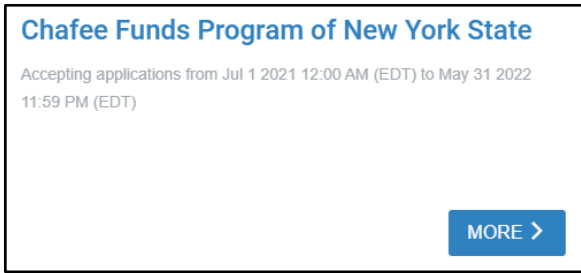 Chafee Funds Program of New York State
Accepting applications from Jul 1 2021 12:00 AM (EDT) to May 31 2022
11:59 PM (EDT)
MORE